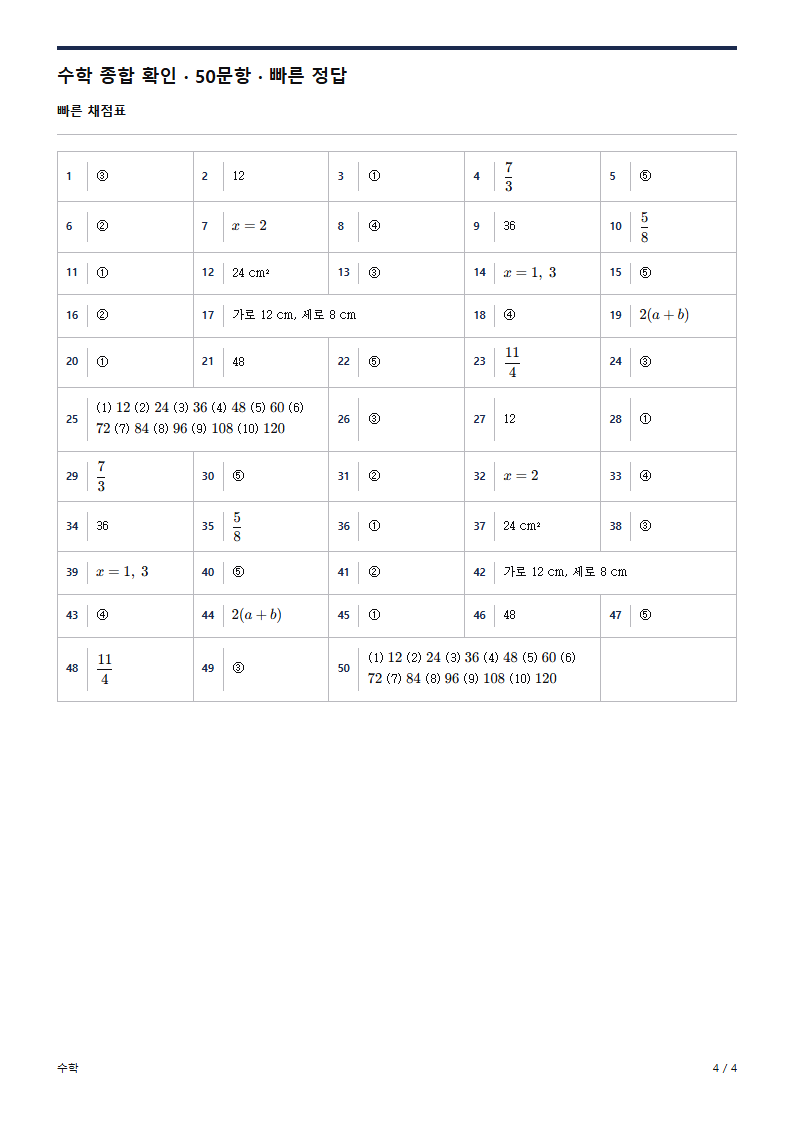 수학 종합 확인 · 50문항 · 빠른 정답
빠른 채점표
1 ③ 2 12 3 ① 4 7/3 5 ⑤
6 ② 7 x = 2 8 ④ 9 36 10 5/8
11 ① 12 24 cm² 13 ③ 14 x = 1, 3 15 ⑤
16 ② 17 가로 12 cm, 세로 8 cm 18 ④ 19 2(a + b)
20 ① 21 48 22 ⑤ 23 11/4 24 ③
25 (1) 12 (2) 24 (3) 36 (4) 48 (5) 60 (6)
72 (7) 84 (8) 96 (9) 108 (10) 120
26 ③ 27 12 28 ①
29 7/3 30 ⑤ 31 ② 32 x = 2 33 ④
34 36 35 5/8 36 ① 37 24 cm² 38 ③
39 x = 1, 3 40 ⑤ 41 ② 42 가로 12 cm, 세로 8 cm
43 ④ 44 2(a + b) 45 ① 46 48 47 ⑤
48 11/4 49 ③ 50 (1) 12 (2) 24 (3) 36 (4) 48 (5) 60 (6)
72 (7) 84 (8) 96 (9) 108 (10) 120
수학 4 / 4